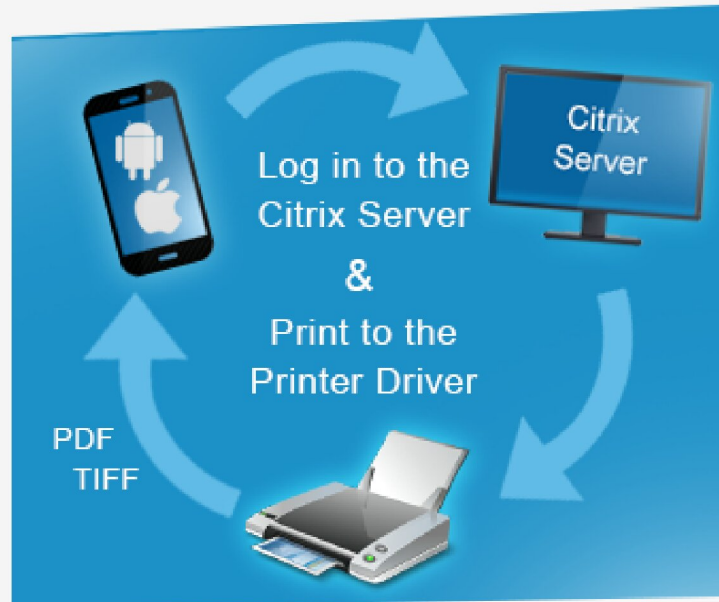 Citrix
Server
Log in to the
Citrix Server
&
Print to the
Printer Driver
PDF
TIFF